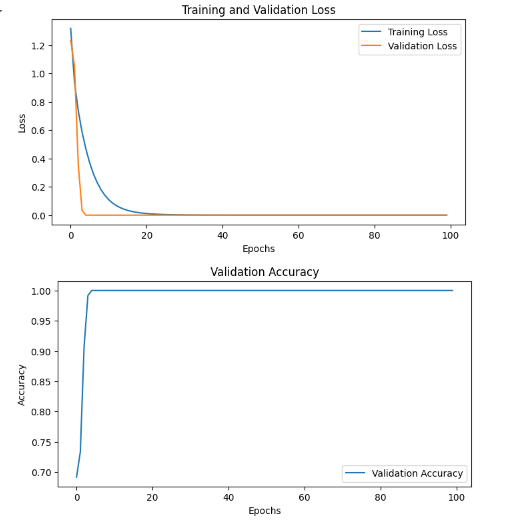 Training and Validation Loss
Training Loss
Validation Loss
1.2
1.0
0.8
0.6
0.4
0.2
0.0
Loss
0 20 40 60 80 100
Epochs
Validation Accuracy
1.00
0.95
0.90
0.85
0.80
0.75
0.70
Accuracy
Validation Accuracy
0 20 40 60 80 100
Epochs